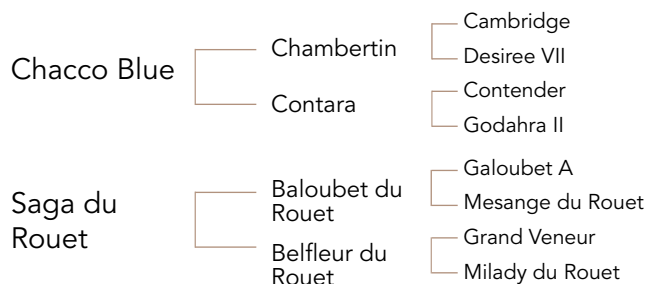 Chacco Blue
Chambertin
Cambridge
Desiree VII
Contara
Contender
Godahra II
Saga du
Rouet
Baloubet du
Rouet
Galoubet A
Mesange du Rouet
Belfleur du
Rouet
Grand Veneur
Milady du Rouet